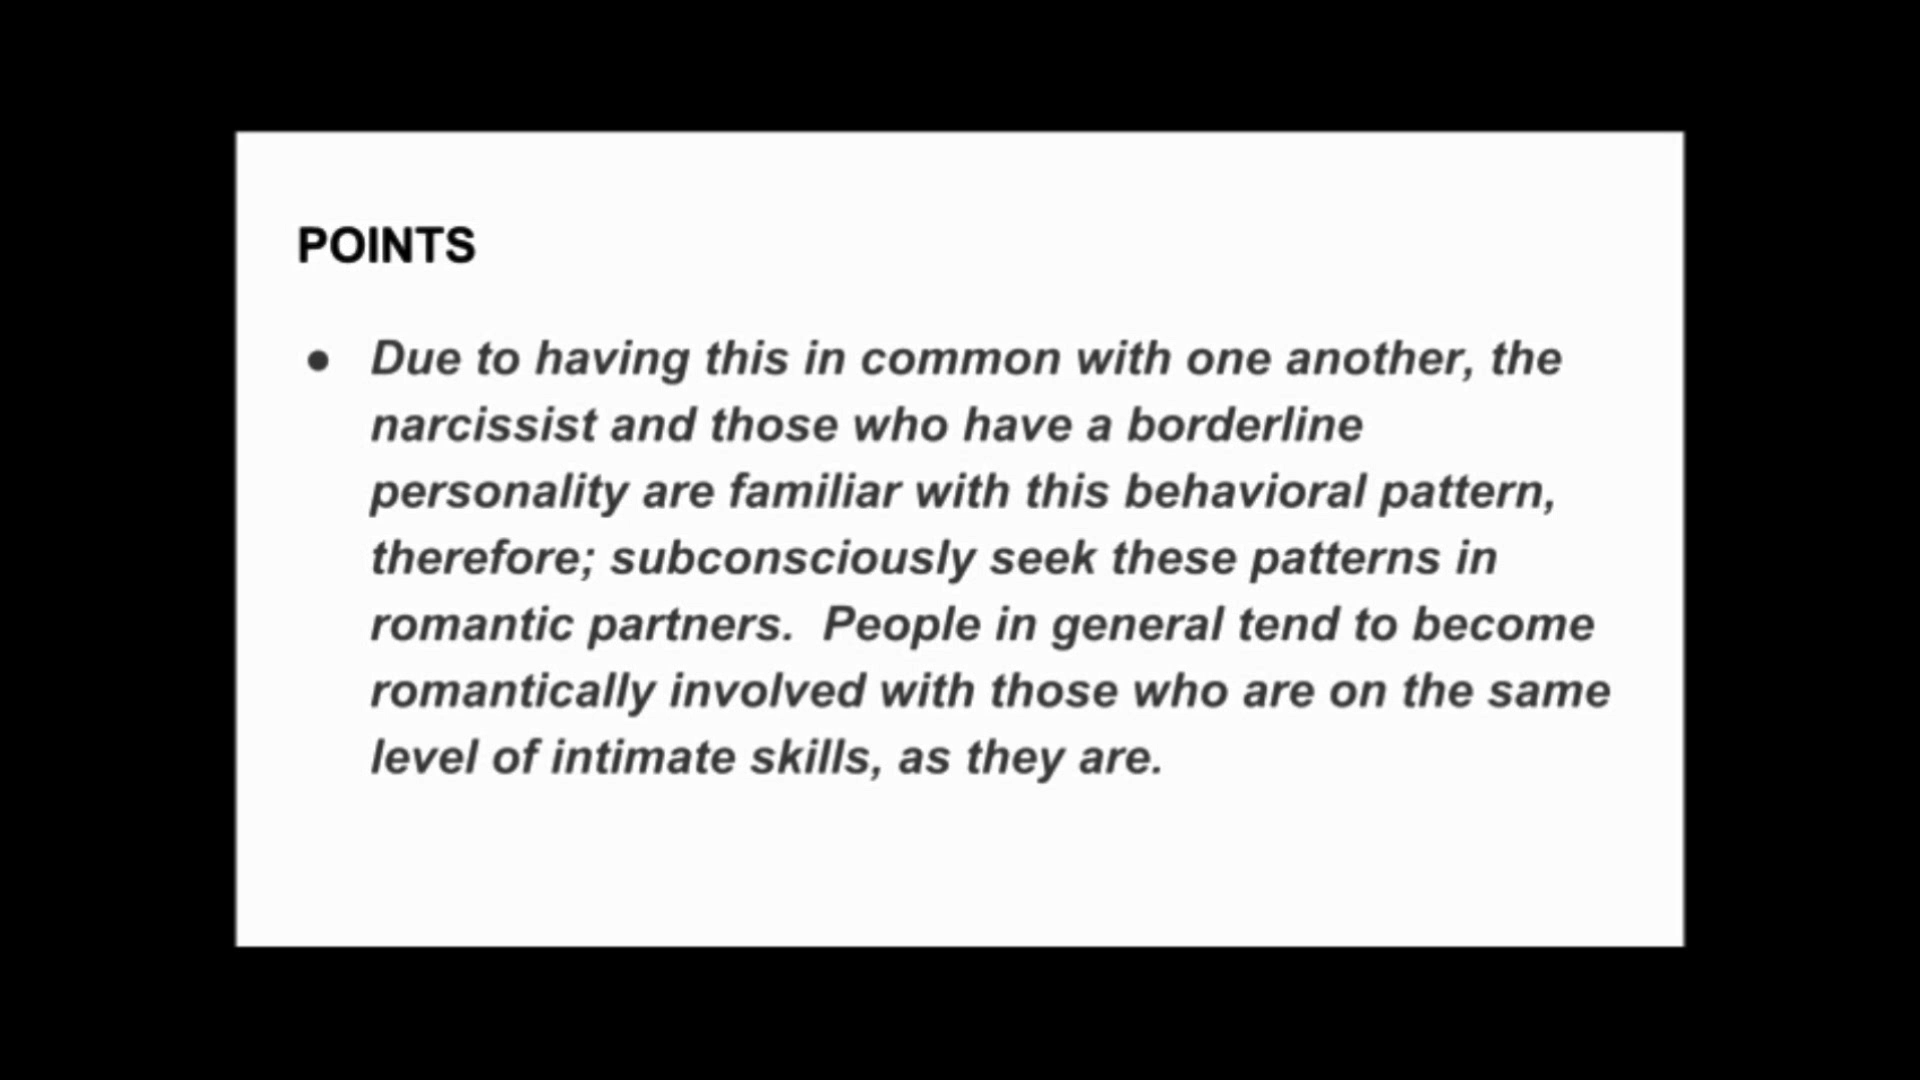 POINTS
● Due to having this in common with one another, the
narcissist and those who have a borderline
personality are familiar with this behavioral pattern,
therefore; subconsciously seek these patterns in
romantic partners.  People in general tend to become
romantically involved with those who are on the same
level of intimate skills, as they are.